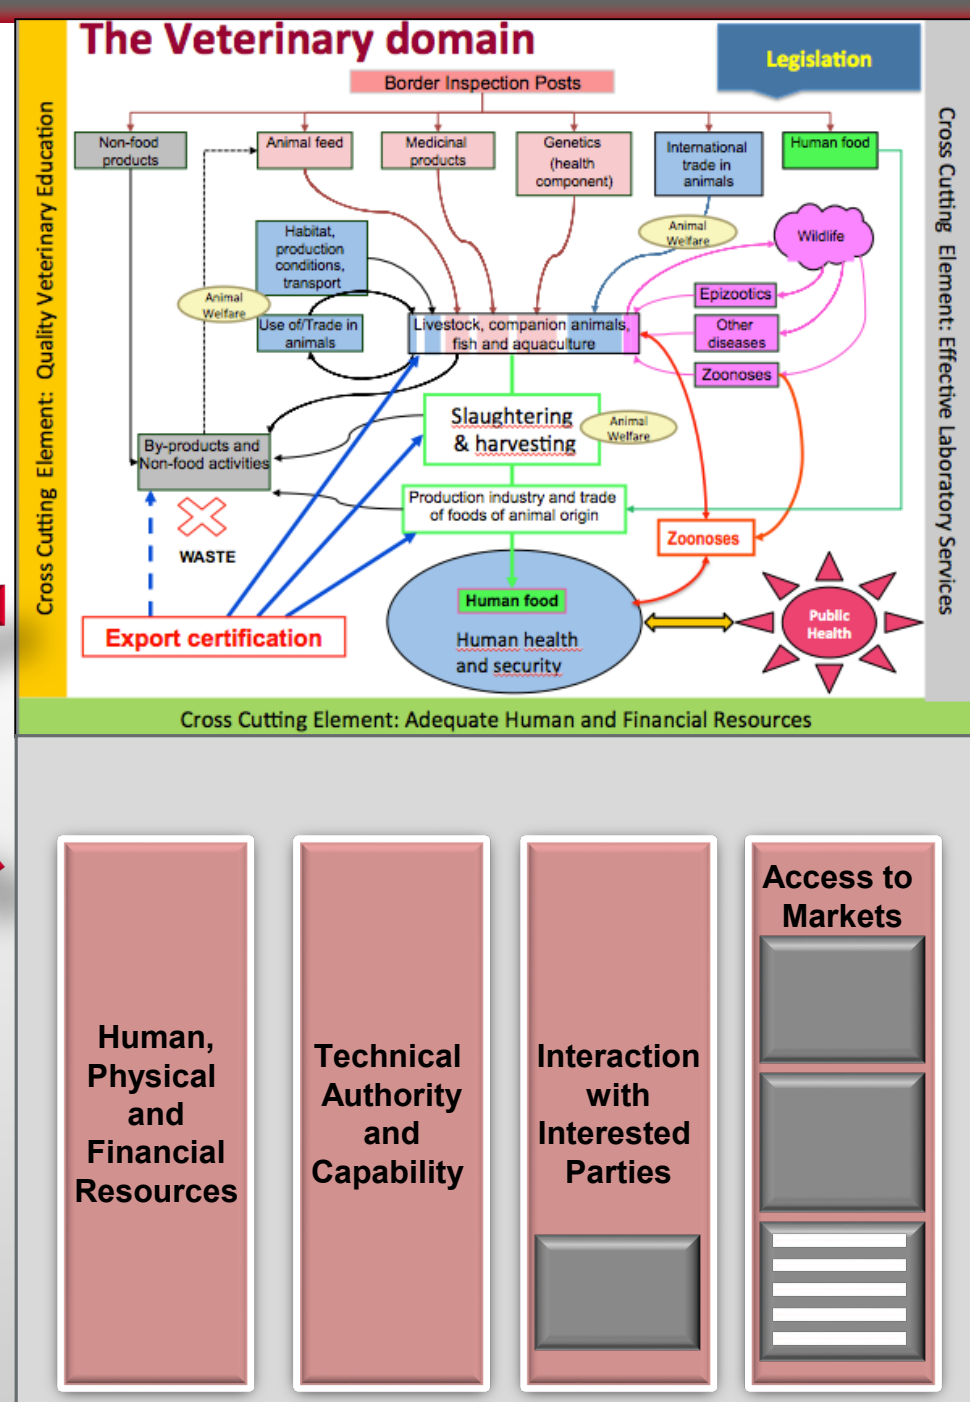 The Veterinary domain
Legislation
Border Inspection Posts
Non-food
products
Animal feed
Medicinal
products
Genetics
(health
component)
International
trade in
animals
Human food
Habitat,
production
conditions,
transport
Animal
Welfare
Wildlife
Animal
Welfare
Use of/Trade in
animals
Livestock, companion animals,
fish and aquaculture
Epizootics
Other
diseases
Zoonoses
Slaughtering
& harvesting
Animal
Welfare
By-products and
Non-food activities
Production industry and trade
of foods of animal origin
WASTE
Zoonoses
Export certification
Human food
Human health
and security
Public
Health
Cross Cutting Element: Quality Veterinary Education
Cross Cutting Element: Effective Laboratory Services
Cross Cutting Element: Adequate Human and Financial Resources
Human,
Physical
and
Financial
Resources
Technical
Authority
and
Capability
Interaction
with
Interested
Parties
Access to
Markets